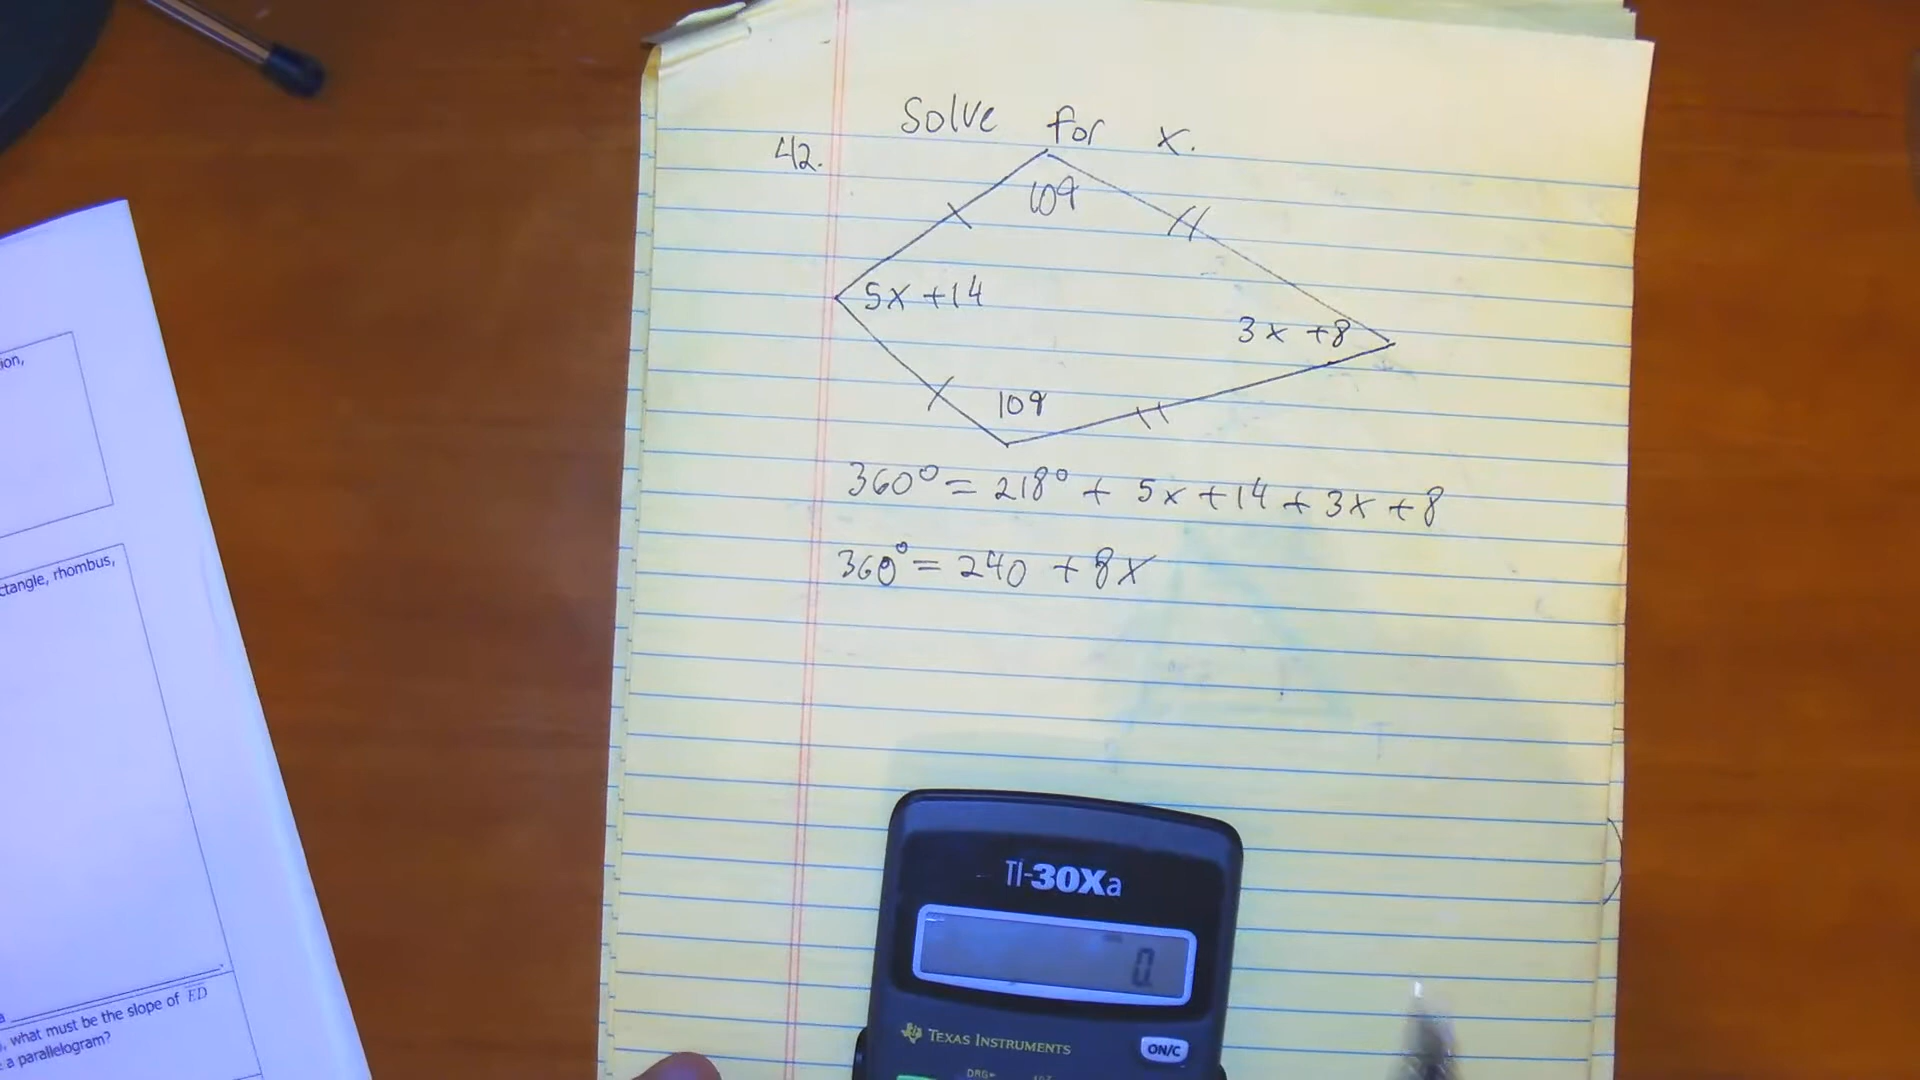 Solve for x.
42.
109
5x +14
3x +8
109
360° = 218° + 5x + 14 + 3x + 8
360° = 240 + 8x
TI-30Xa
0.
TEXAS INSTRUMENTS
ON/C
DRG
ion,
ctangle, rhombus,
what must be the slope of ED
a parallelogram?